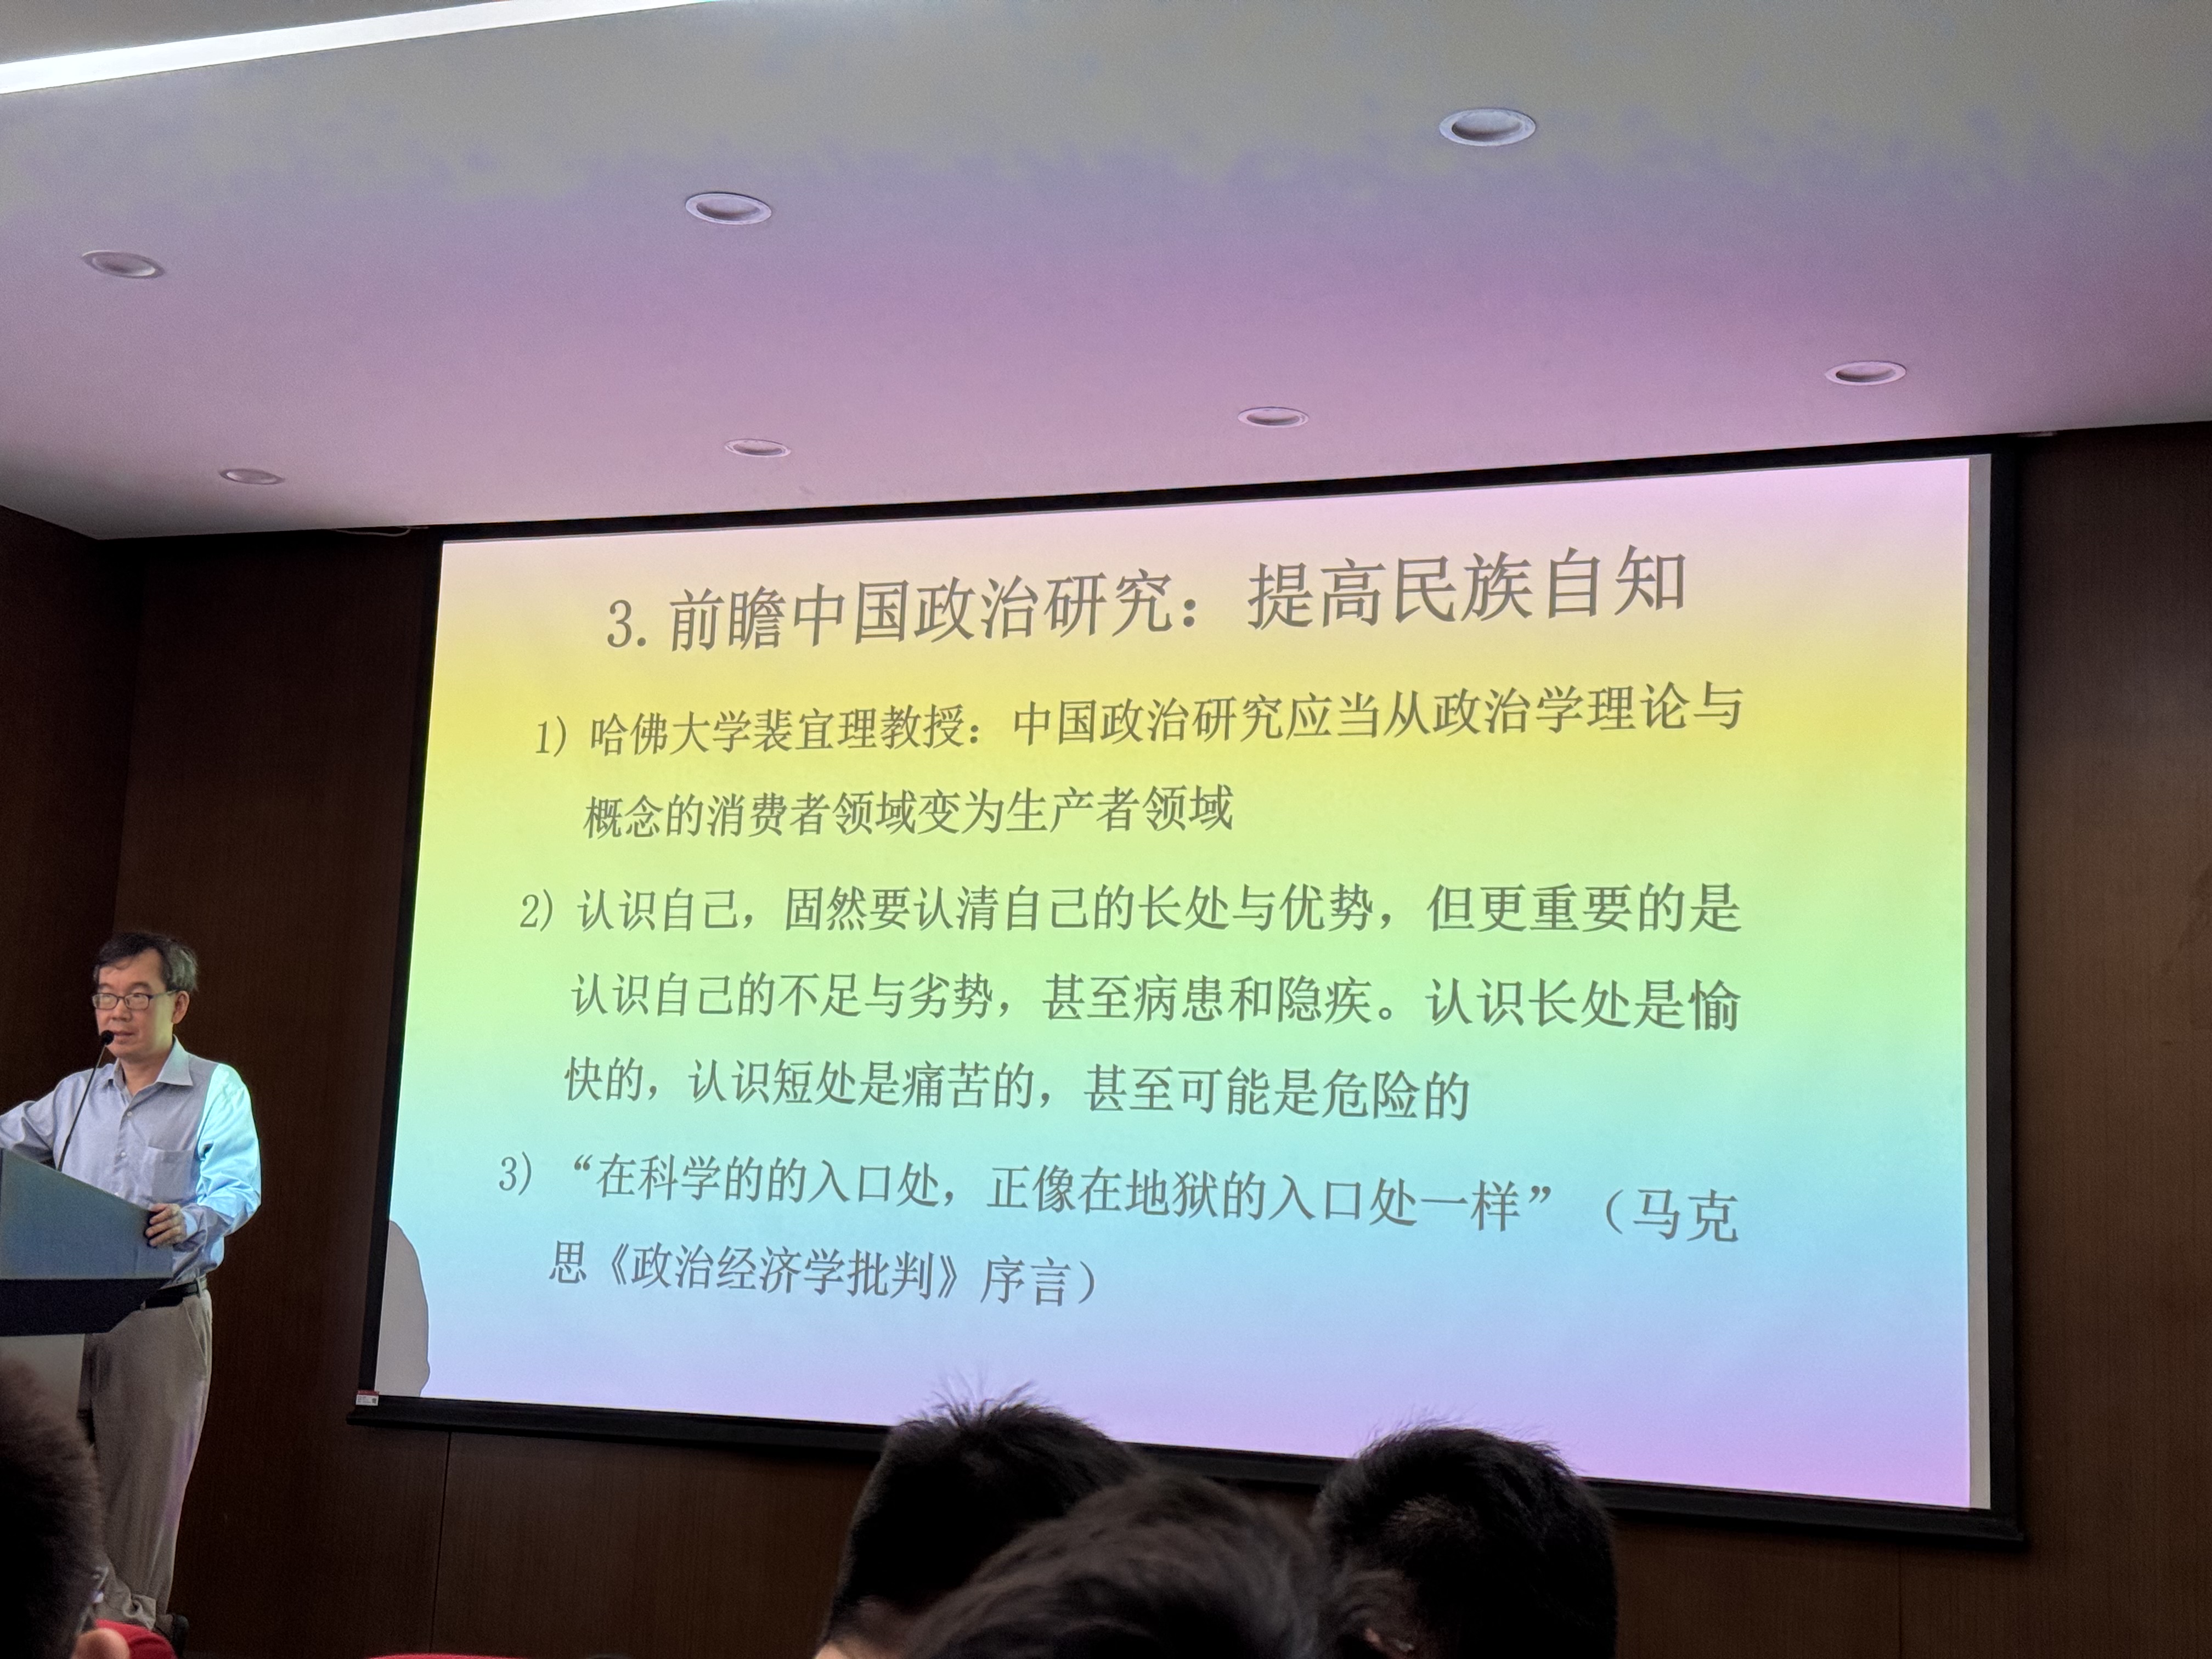 3. 前瞻中国政治研究：提高民族自知
1) 哈佛大学裴宜理教授：中国政治研究应当从政治学理论与
概念的消费者领域变为生产者领域
2) 认识自己，固然要认清自己的长处与优势，但更重要的是
认识自己的不足与劣势，甚至病患和隐疾。认识长处是愉
快的，认识短处是痛苦的，甚至可能是危险的
3) “在科学的的入口处，正像在地狱的入口处一样”（马克
思《政治经济学批判》序言）